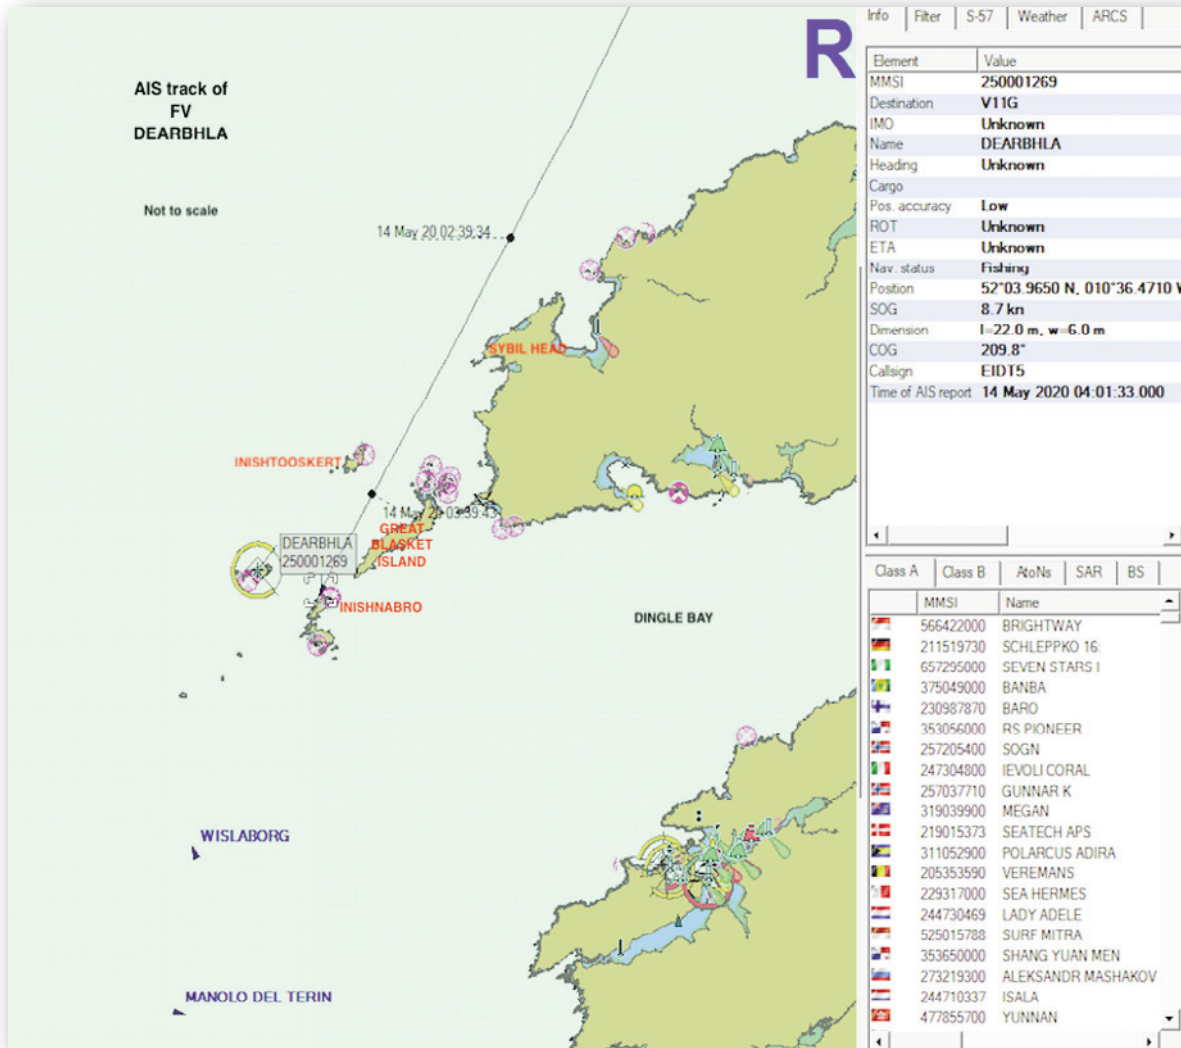 R
AIS track of
FV
DEARBHLA
Not to scale
14 May 20 02:39:34
SYBIL HEAD
INISHTOOSKERT
14 May 20 03:39:43
GREAT
BLASKET
ISLAND
DEARBHLA
250001269
INISHNABRO
DINGLE BAY
WISLABORG
MANOLO DEL TERIN
Info Filter S-57 Weather ARCS
Element Value
MMSI 250001269
Destination V11G
IMO Unknown
Name DEARBHLA
Heading Unknown
Cargo
Pos. accuracy Low
ROT Unknown
ETA Unknown
Nav. status Fishing
Position 52°03.9650 N, 010°36.4710 W
SOG 8.7 kn
Dimension l=22.0 m, w=6.0 m
COG 209.8°
Callsign EIDT5
Time of AIS report 14 May 2020 04:01:33.000
Class A Class B AtoNs SAR BS
MMSI Name
566422000 BRIGHTWAY
211519730 SCHLEPPKO 16:
657295000 SEVEN STARS I
375049000 BANBA
230987870 BARO
353056000 RS PIONEER
257205400 SOGN
247304800 IEVOLI CORAL
257037710 GUNNAR K
319039900 MEGAN
219015373 SEATECH APS
311052900 POLARCUS ADIRA
205353590 VEREMANS
229317000 SEA HERMES
244730469 LADY ADELE
525015788 SURF MITRA
353650000 SHANG YUAN MEN
273219300 ALEKSANDR MASHAKOV
244710337 ISALA
477855700 YUNNAN